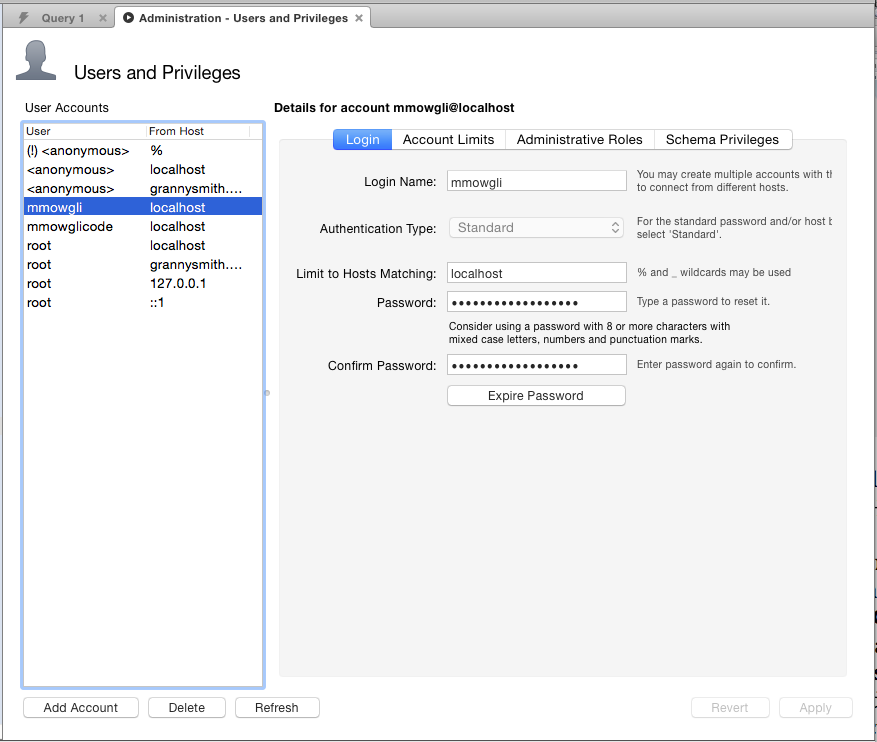 Query 1 × Administration - Users and Privileges ×
Users and Privileges
User Accounts
User From Host
(!) <anonymous> %
<anonymous> localhost
<anonymous> grannysmith....
mmowgli localhost
mmowglicode localhost
root localhost
root grannysmith....
root 127.0.0.1
root ::1
Add Account Delete Refresh
Details for account mmowgli@localhost
Login Account Limits Administrative Roles Schema Privileges
Login Name: mmowgli
You may create multiple accounts with th
to connect from different hosts.
Authentication Type: Standard
For the standard password and/or host b
select 'Standard'.
Limit to Hosts Matching: localhost % and _ wildcards may be used
Password: •••••••••••••••••• Type a password to reset it.
Consider using a password with 8 or more characters with
mixed case letters, numbers and punctuation marks.
Confirm Password: •••••••••••••••••• Enter password again to confirm.
Expire Password
Revert Apply